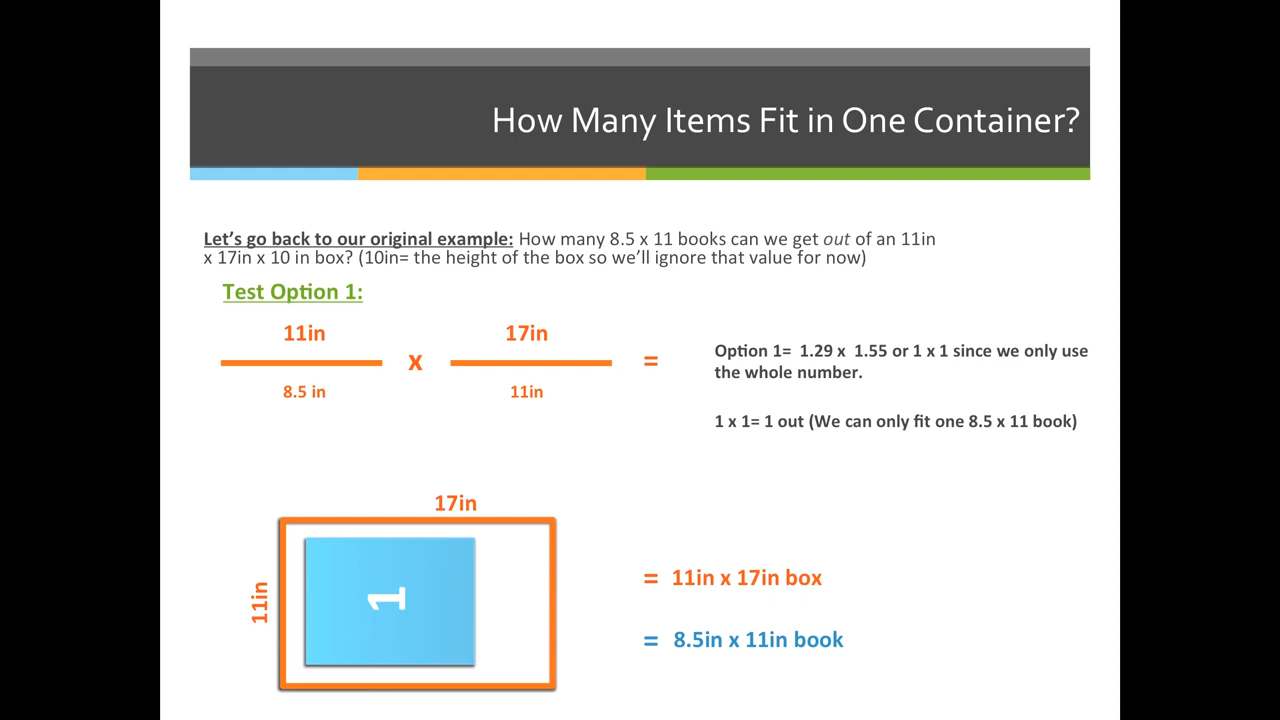 How Many Items Fit in One Container?
Let's go back to our original example: How many 8.5 x 11 books can we get out of an 11in
x 17in x 10 in box? (10in= the height of the box so we'll ignore that value for now)
Test Option 1:
11in
17in
x
=
8.5 in
11in
Option 1=  1.29 x  1.55 or 1 x 1 since we only use
the whole number.
1 x 1= 1 out (We can only fit one 8.5 x 11 book)
17in
11in
1
= 11in x 17in box
= 8.5in x 11in book